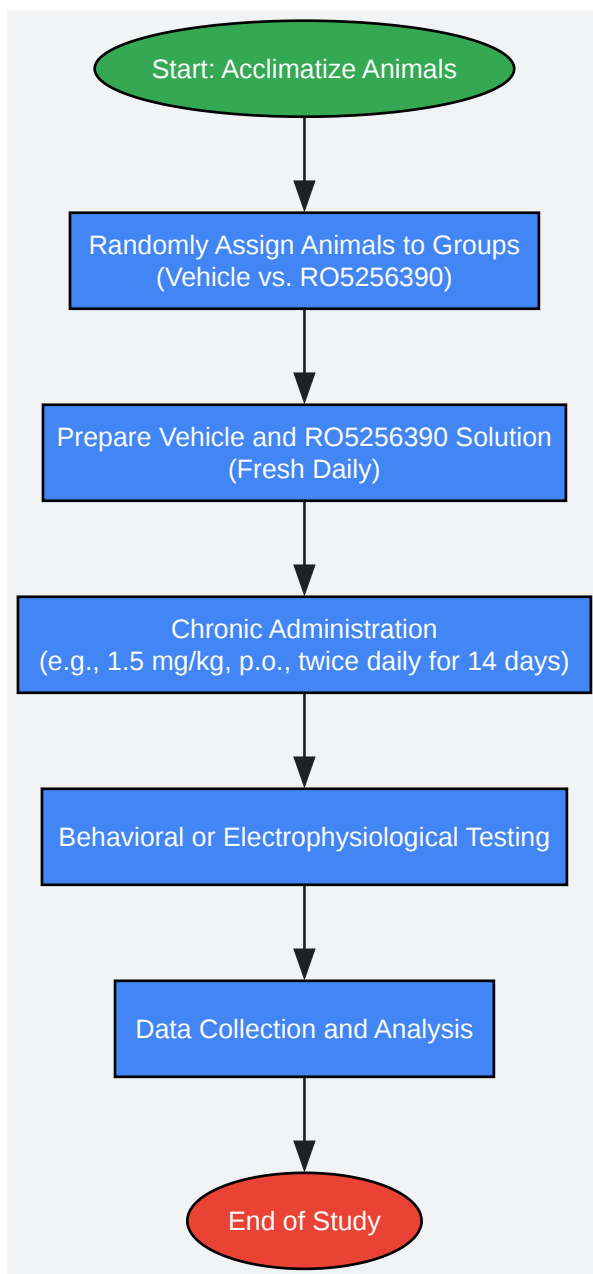 Start: Acclimatize Animals
Randomly Assign Animals to Groups
(Vehicle vs. RO5256390)
Prepare Vehicle and RO5256390 Solution
(Fresh Daily)
Chronic Administration
(e.g., 1.5 mg/kg, p.o., twice daily for 14 days)
Behavioral or Electrophysiological Testing
Data Collection and Analysis
End of Study